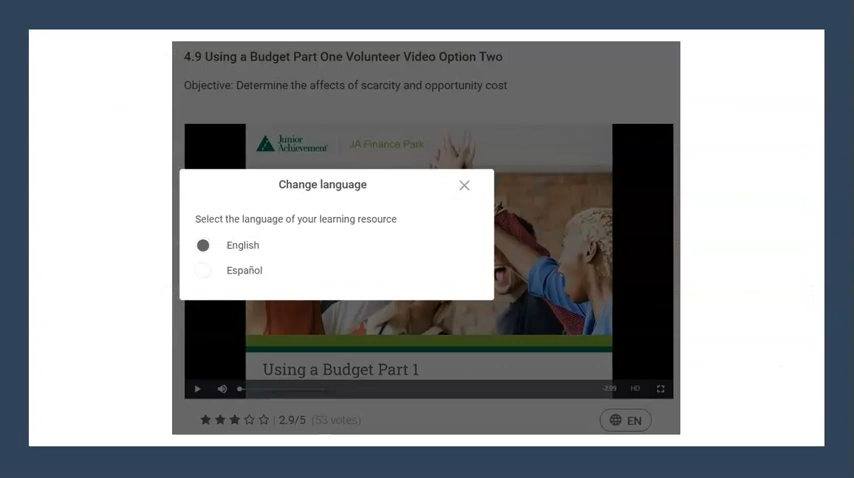 4.9 Using a Budget Part One Volunteer Video Option Two
Objective: Determine the affects of scarcity and opportunity cost
Junior
Achievement
JA Finance Park
Change language
Select the language of your learning resource
English
Español
Using a Budget Part 1
-2:09 HD
2.9/5 (53 votes)
EN